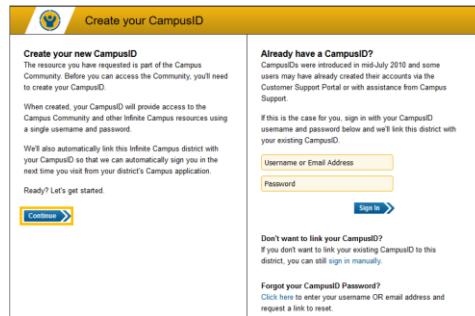 Create your CampusID
Create your new CampusID
The resource you have requested is part of the Campus
Community. Before you can access the Community, you'll need
to create your CampusID.
When created, your CampusID will provide access to the
Campus Community and other Infinite Campus resources using
a single username and password.
We'll also automatically link this Infinite Campus district with
your CampusID so that we can automatically sign you in the
next time you visit from your district's Campus application.
Ready? Let's get started.
Continue
Already have a CampusID?
CampusIDs were introduced in mid-July 2010 and some
users may have already created their accounts via the
Customer Support Portal or with assistance from Campus
Support.
If this is the case for you, sign in with your CampusID
username and password below and we'll link this district with
your existing CampusID.
Username or Email Address
Password
Sign In
Don't want to link your CampusID?
If you don't want to link your existing CampusID to this
district, you can still sign in manually.
Forgot your CampusID Password?
Click here to enter your username OR email address and
request a link to reset.